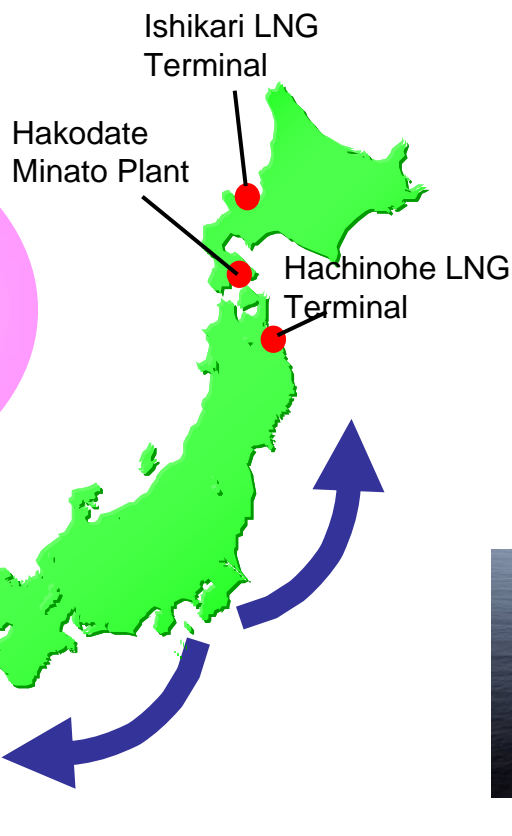 Ishikari LNG
Terminal
Hakodate
Minato Plant
Hachinohe LNG
Terminal